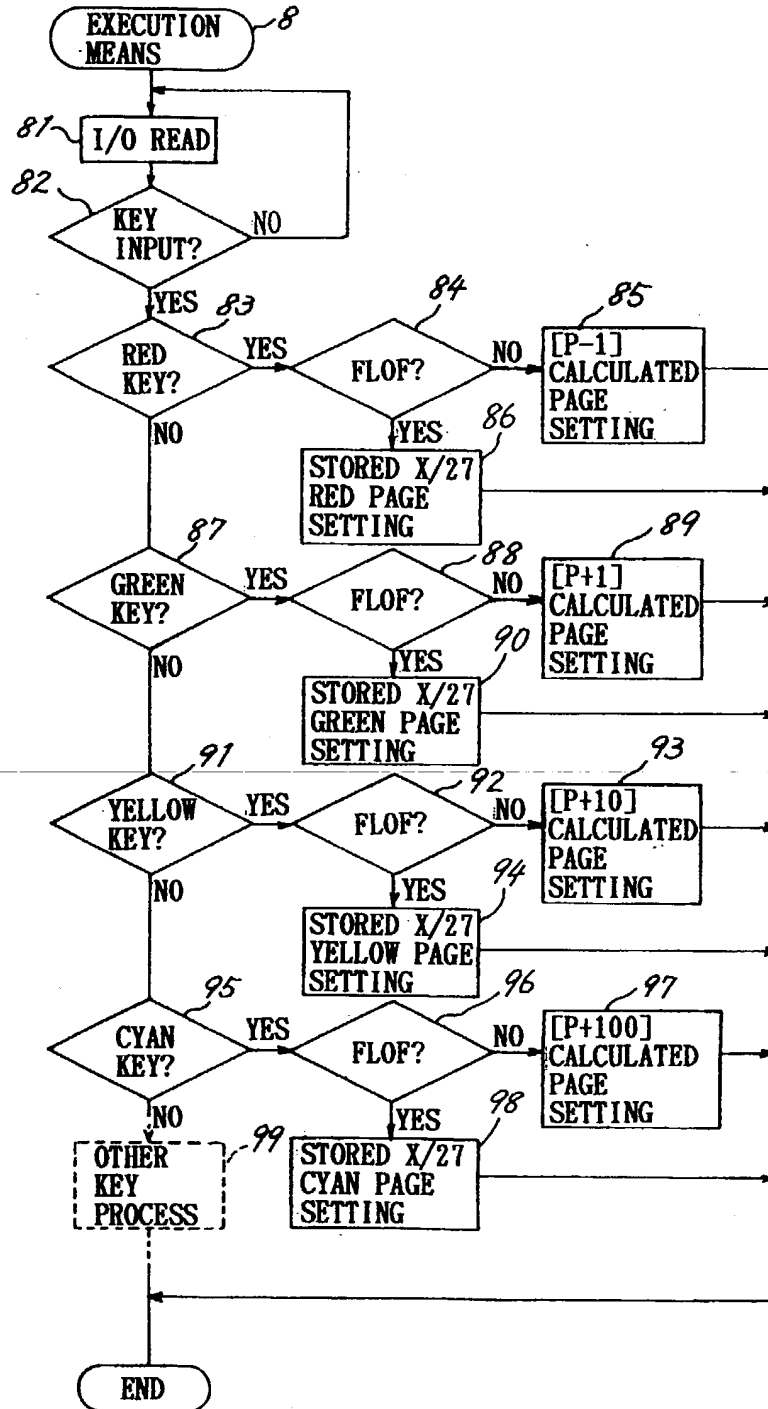 EXECUTION
MEANS
8
81
I/O READ
82
KEY
INPUT?
NO
YES
83
RED
KEY?
YES
84
FLOF?
NO
85
[P-1]
CALCULATED
PAGE
SETTING
NO
YES
86
STORED X/27
RED PAGE
SETTING
87
GREEN
KEY?
YES
88
FLOF?
NO
89
[P+1]
CALCULATED
PAGE
SETTING
NO
YES
90
STORED X/27
GREEN PAGE
SETTING
91
YELLOW
KEY?
YES
92
FLOF?
NO
93
[P+10]
CALCULATED
PAGE
SETTING
NO
YES
94
STORED X/27
YELLOW PAGE
SETTING
95
CYAN
KEY?
YES
96
FLOF?
NO
97
[P+100]
CALCULATED
PAGE
SETTING
NO
YES
99
OTHER
KEY
PROCESS
98
STORED X/27
CYAN PAGE
SETTING
END